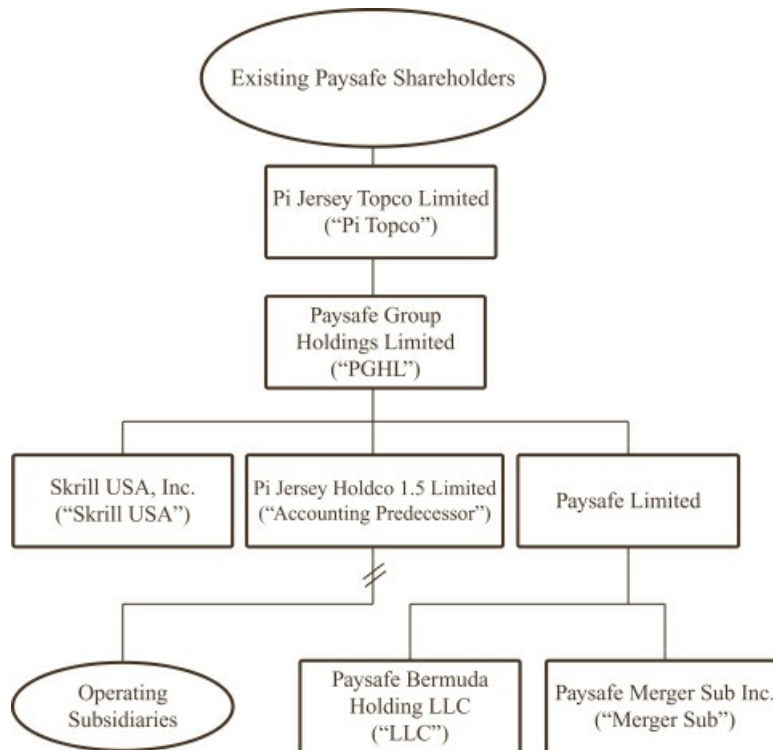 Existing Paysafe Shareholders
Pi Jersey Topco Limited
(“Pi Topco”)
Paysafe Group
Holdings Limited
(“PGHL”)
Skrill USA, Inc.
(“Skrill USA”)
Pi Jersey Holdco 1.5 Limited
(“Accounting Predecessor”)
Paysafe Limited
Operating
Subsidiaries
Paysafe Bermuda
Holding LLC
(“LLC”)
Paysafe Merger Sub Inc.
(“Merger Sub”)